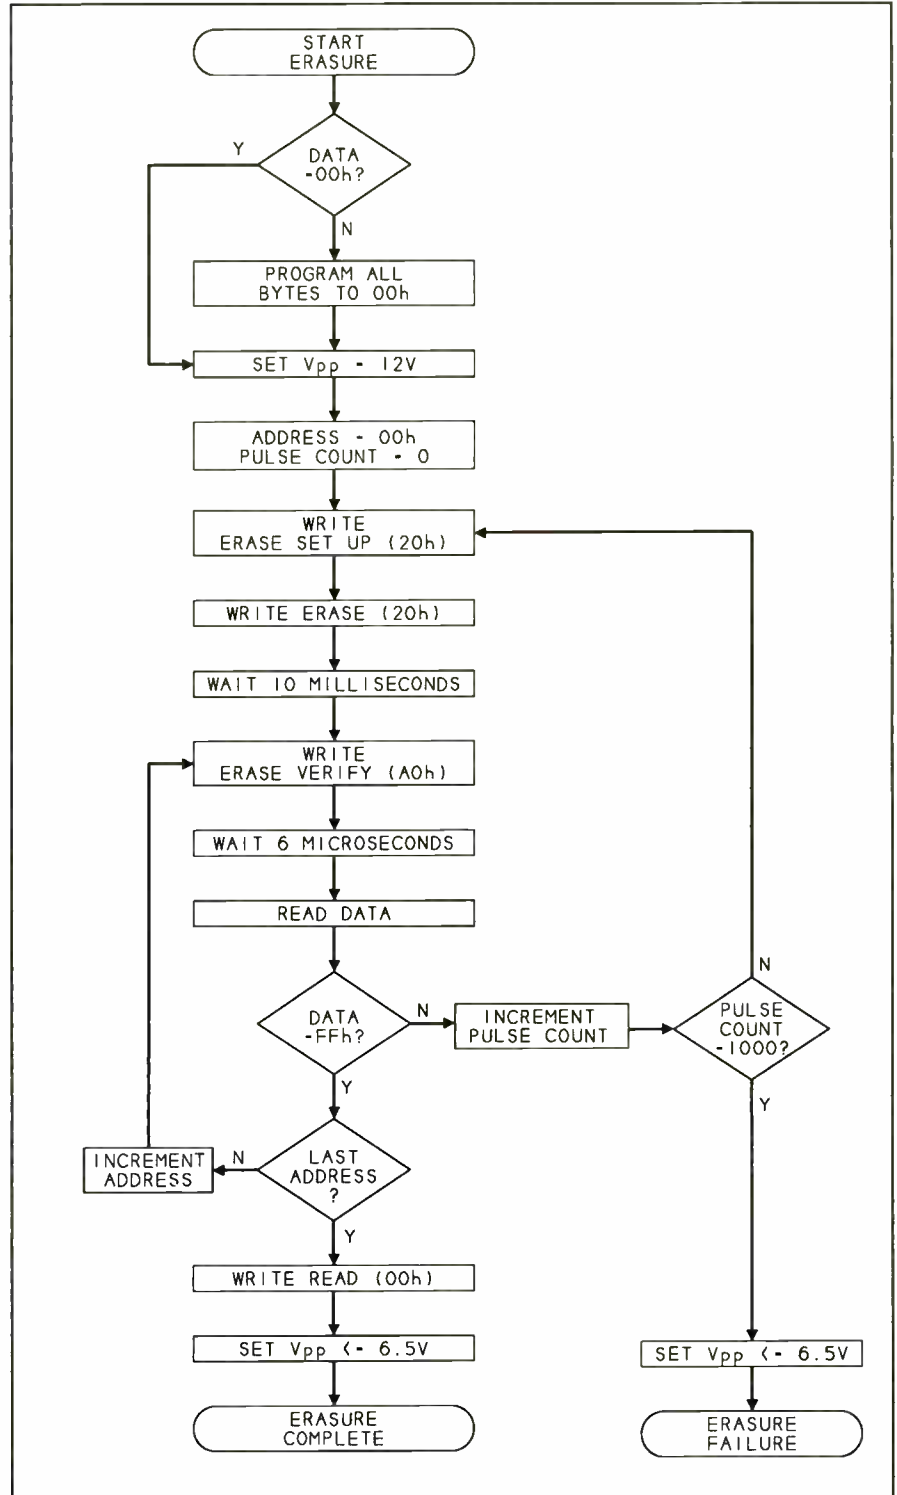 START
ERASURE
Y
DATA
-00h?
N
PROGRAM ALL
BYTES TO 00h
SET Vpp - 12V
ADDRESS - 00h
PULSE COUNT - 0
WRITE
ERASE SET UP (20h)
WRITE ERASE (20h)
WAIT 10 MILLISECONDS
WRITE
ERASE VERIFY (A0h)
WAIT 6 MICROSECONDS
READ DATA
DATA
-FFh?
N
INCREMENT
PULSE COUNT
N
PULSE
COUNT
-1000?
Y
Y
LAST
ADDRESS
?
N
INCREMENT
ADDRESS
Y
WRITE READ (00h)
SET Vpp <- 6.5V
ERASURE
COMPLETE
SET Vpp <- 6.5V
ERASURE
FAILURE